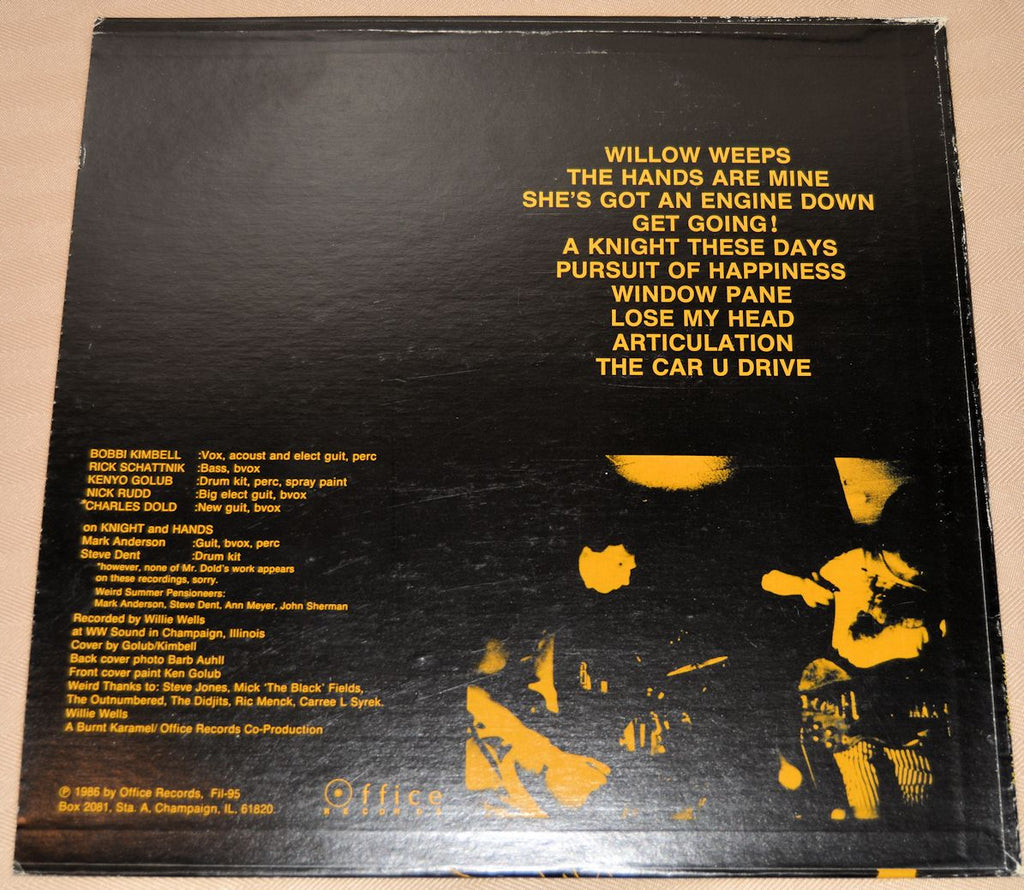 WILLOW WEEPS
THE HANDS ARE MINE
SHE'S GOT AN ENGINE DOWN
GET GOING!
A KNIGHT THESE DAYS
PURSUIT OF HAPPINESS
WINDOW PANE
LOSE MY HEAD
ARTICULATION
THE CAR U DRIVE
BOBBI KIMBELL :Vox, acoust and elect guit, perc
RICK SCHATTNIK :Bass, bvox
KENYO GOLUB :Drum kit, perc, spray paint
NICK RUDD :Big elect guit, bvox
*CHARLES DOLD :New guit, bvox
on KNIGHT and HANDS
Mark Anderson :Guit, bvox, perc
Steve Dent :Drum kit
*however, none of Mr. Dold's work appears
on these recordings, sorry.
Weird Summer Pensioneers:
Mark Anderson, Steve Dent, Ann Meyer, John Sherman
Recorded by Willie Wells
at WW Sound in Champaign, Illinois
Cover by Golub/Kimbell
Back cover photo Barb Auhll
Front cover paint Ken Golub
Weird Thanks to: Steve Jones, Mick 'The Black' Fields,
The Outnumbered, The Didjits, Ric Menck, Carree L Syrek.
Willie Wells
A Burnt Karamel/ Office Records Co-Production
℗ 1986 by Office Records, Fil-95
Box 2081, Sta. A, Champaign, IL. 61820.
Office
RECORDS